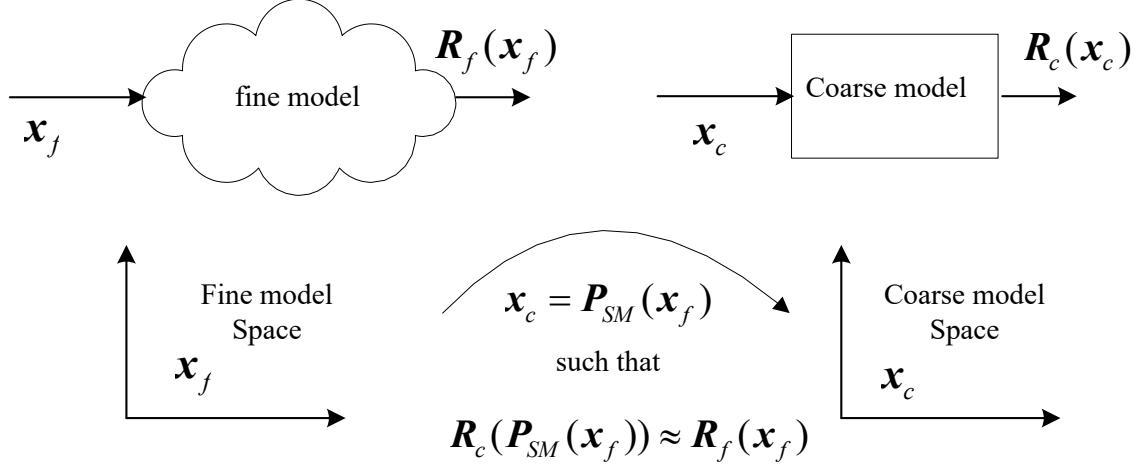 R_f(x_f)
fine model
x_f
R_c(x_c)
Coarse model
x_c
Fine model
Space
x_f
x_c = P_SM(x_f)
such that
R_c(P_SM(x_f)) ≈ R_f(x_f)
Coarse model
Space
x_c